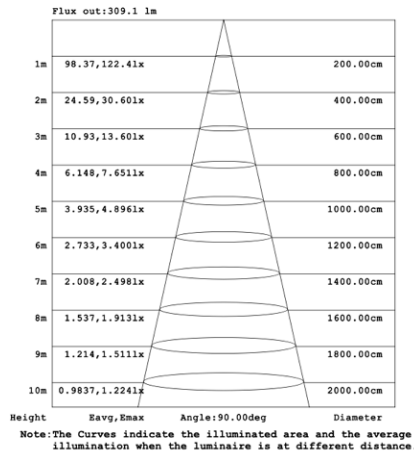 Flux out:309.1 lm
1m 98.37,122.4lx 200.00cm
2m 24.59,30.60lx 400.00cm
3m 10.93,13.60lx 600.00cm
4m 6.148,7.651lx 800.00cm
5m 3.935,4.896lx 1000.00cm
6m 2.733,3.400lx 1200.00cm
7m 2.008,2.498lx 1400.00cm
8m 1.537,1.913lx 1600.00cm
9m 1.214,1.511lx 1800.00cm
10m 0.9837,1.224lx 2000.00cm
Height Eavg,Emax Angle:90.00deg Diameter
Note:The Curves indicate the illuminated area and the average
illumination when the luminaire is at different distance